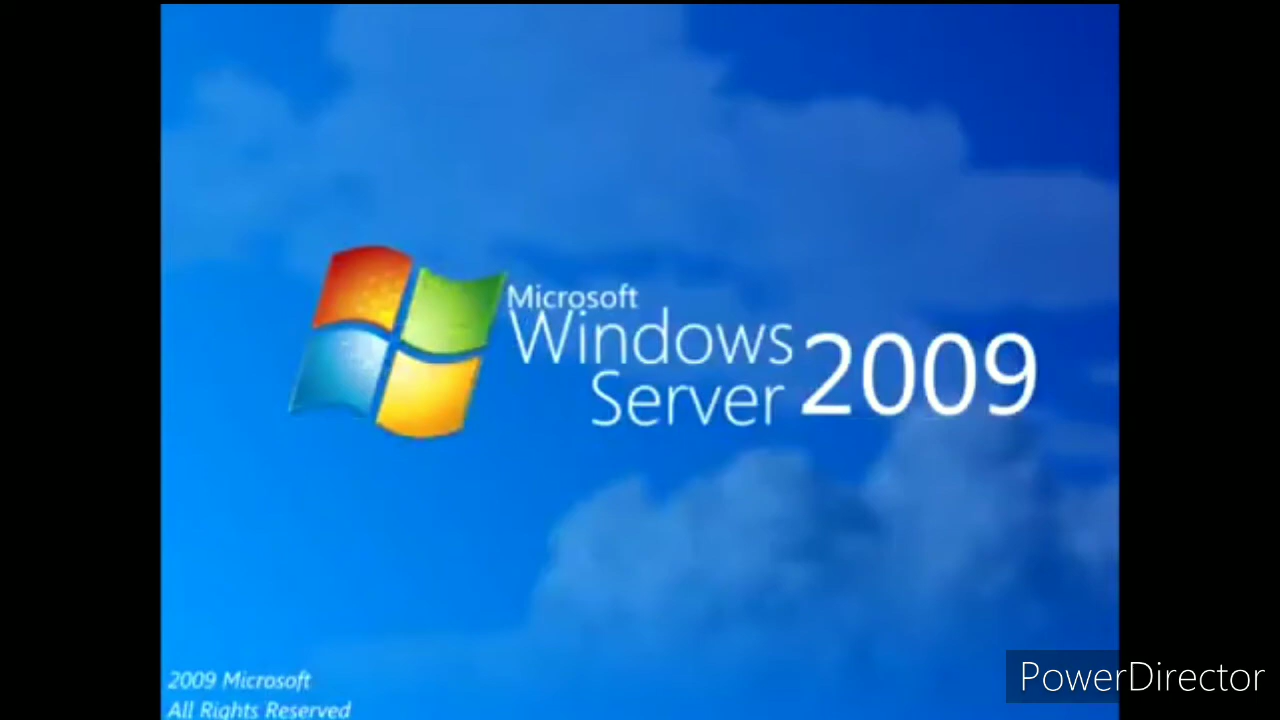 Microsoft
Windows
Server 2009
2009 Microsoft
All Rights Reserved
PowerDirector